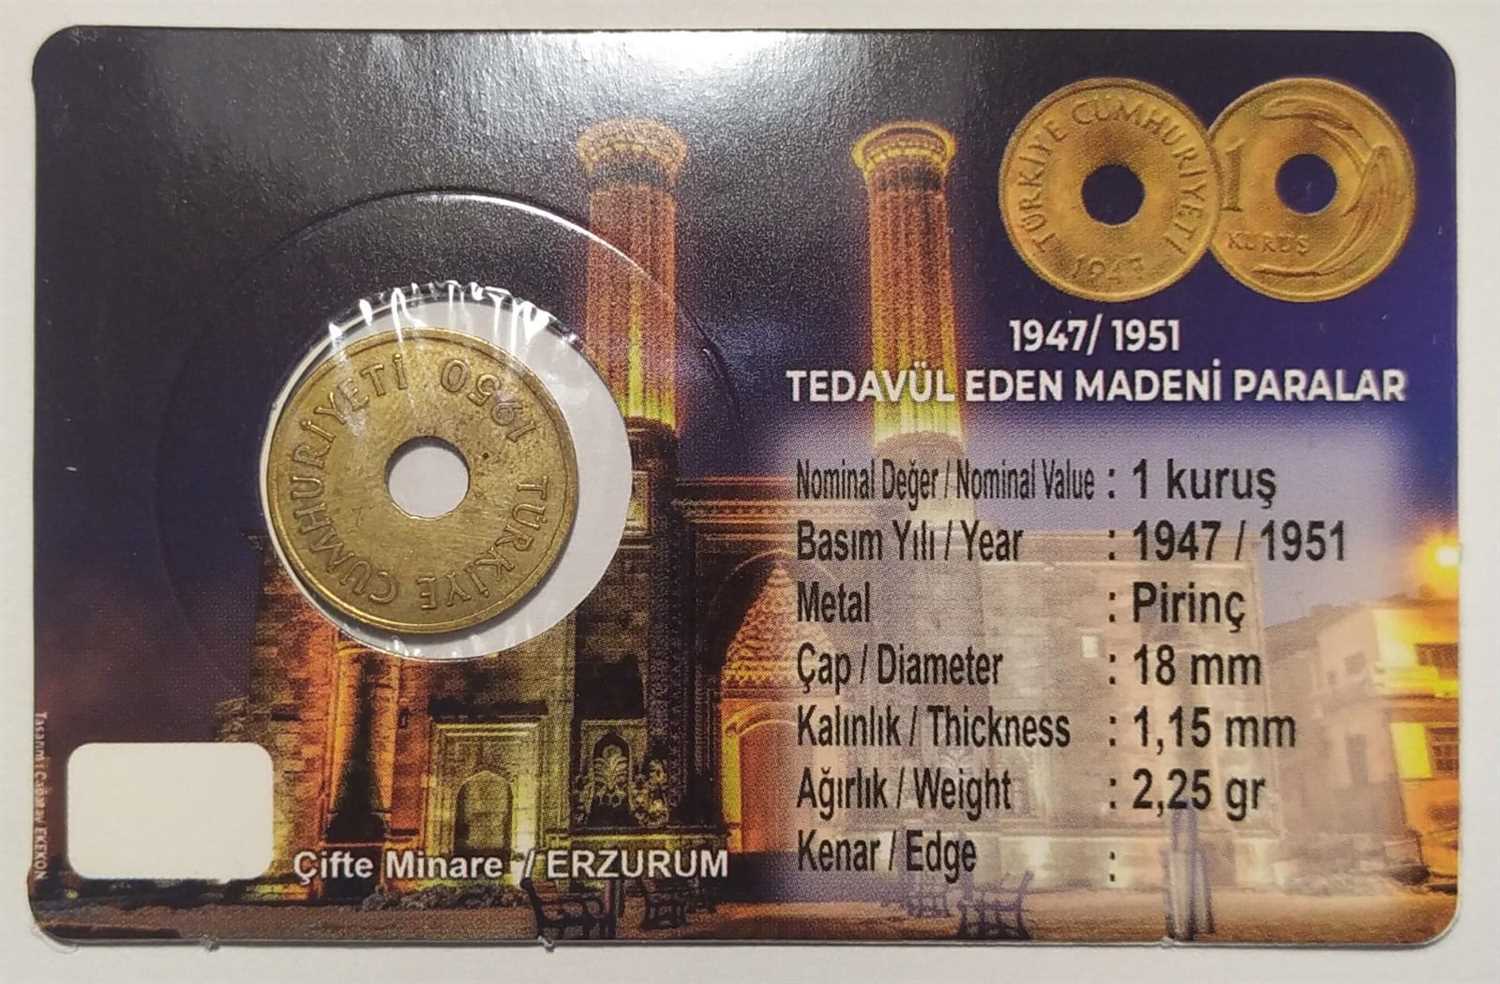 TÜRKİYE CUMHURİYETİ
1947
1
KURUŞ
1947/ 1951
TEDAVÜL EDEN MADENİ PARALAR
TÜRKİYE CUMHURİYETİ 1950
Nominal Değer / Nominal Value : 1 kuruş
Basım Yılı / Year : 1947 / 1951
Metal : Pirinç
Çap / Diameter : 18 mm
Kalınlık / Thickness : 1,15 mm
Ağırlık / Weight : 2,25 gr
Kenar / Edge :
Çifte Minare / ERZURUM